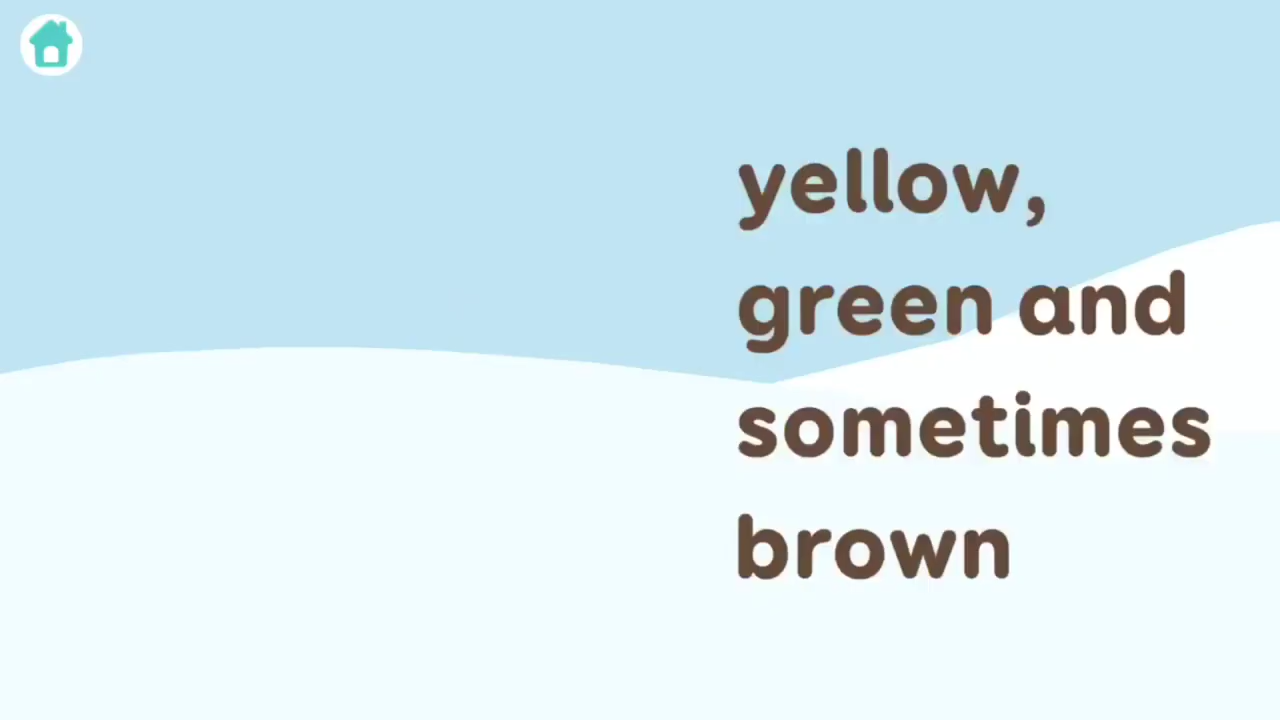 yellow,
green and
sometimes
brown